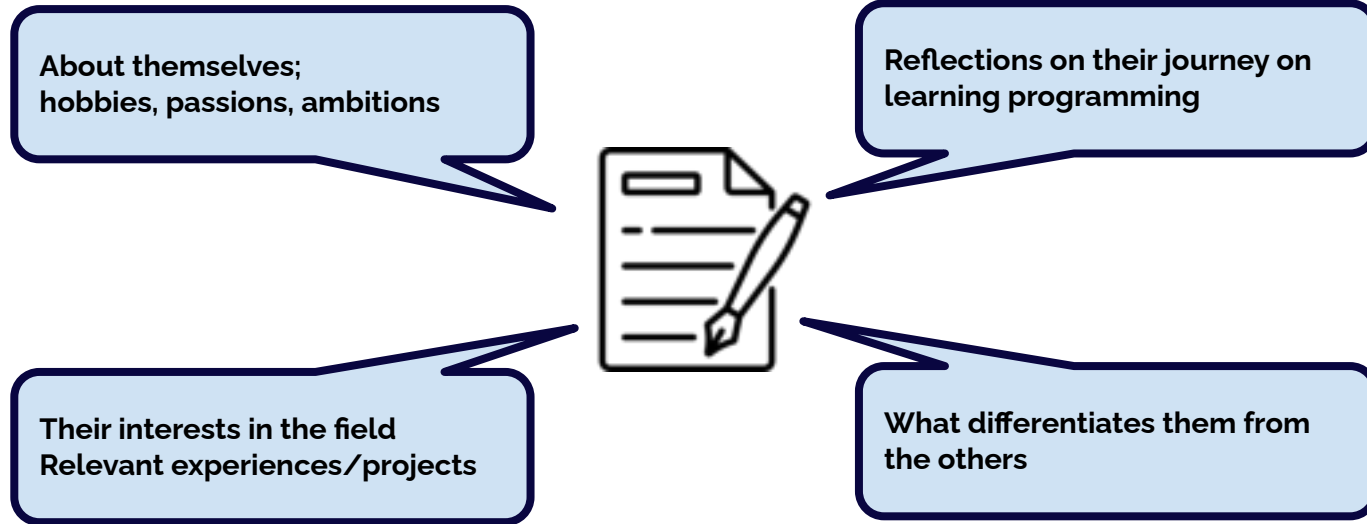 About themselves;
hobbies, passions, ambitions
Reflections on their journey on
learning programming
Their interests in the field
Relevant experiences/projects
What differentiates them from
the others